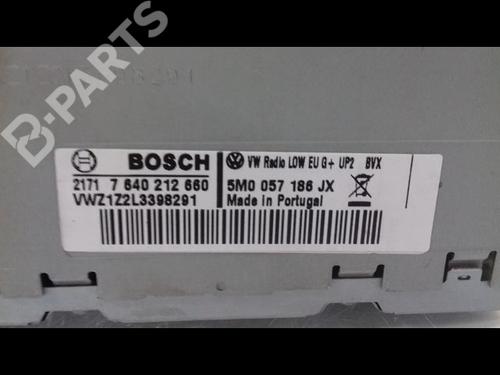 BOSCH
VW Radio LOW EU G+ UP2 BVX
2171 7 640 212 660
5M0 057 186 JX
VWZ1Z2L3398291
Made in Portugal
B-PARTS